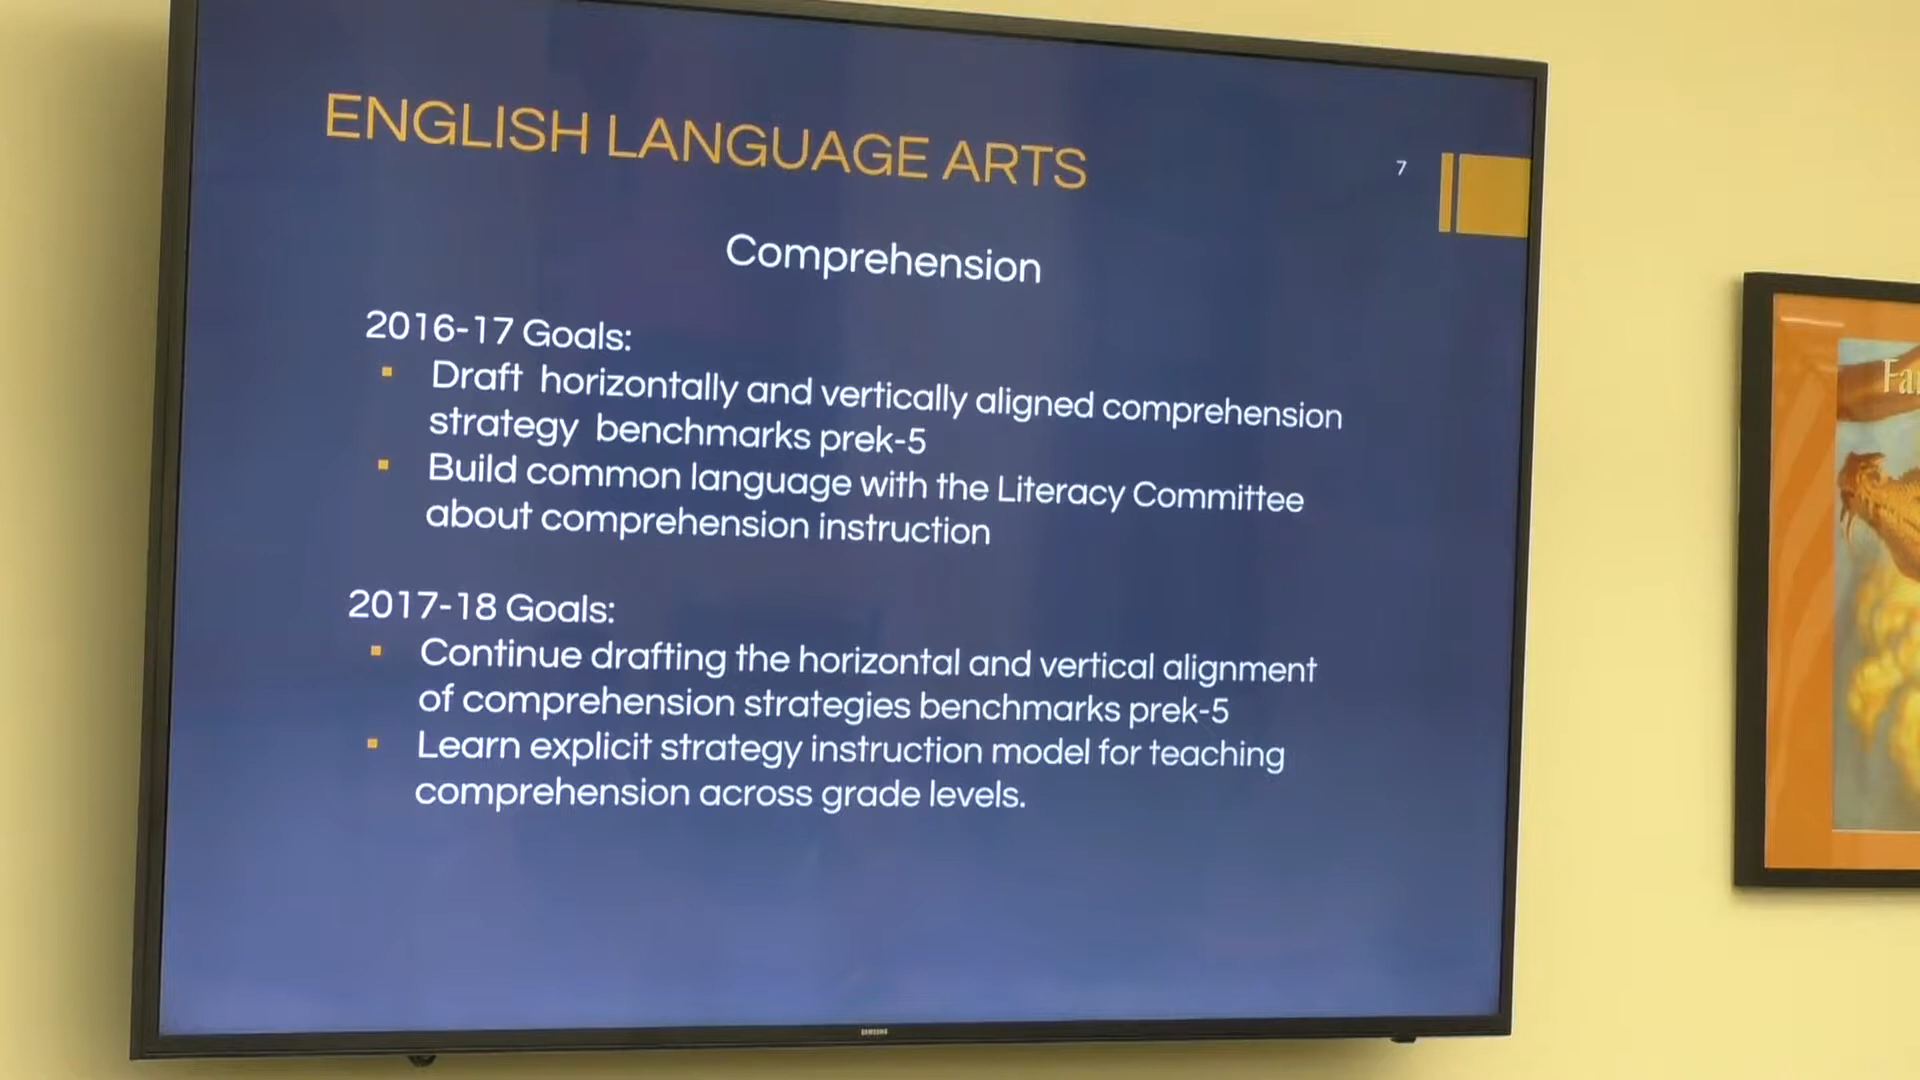 ENGLISH LANGUAGE ARTS
7
Comprehension
2016-17 Goals:
▪ Draft horizontally and vertically aligned comprehension
strategy benchmarks prek-5
▪ Build common language with the Literacy Committee
about comprehension instruction
2017-18 Goals:
▪ Continue drafting the horizontal and vertical alignment
of comprehension strategies benchmarks prek-5
▪ Learn explicit strategy instruction model for teaching
comprehension across grade levels.
SAMSUNG
Fa